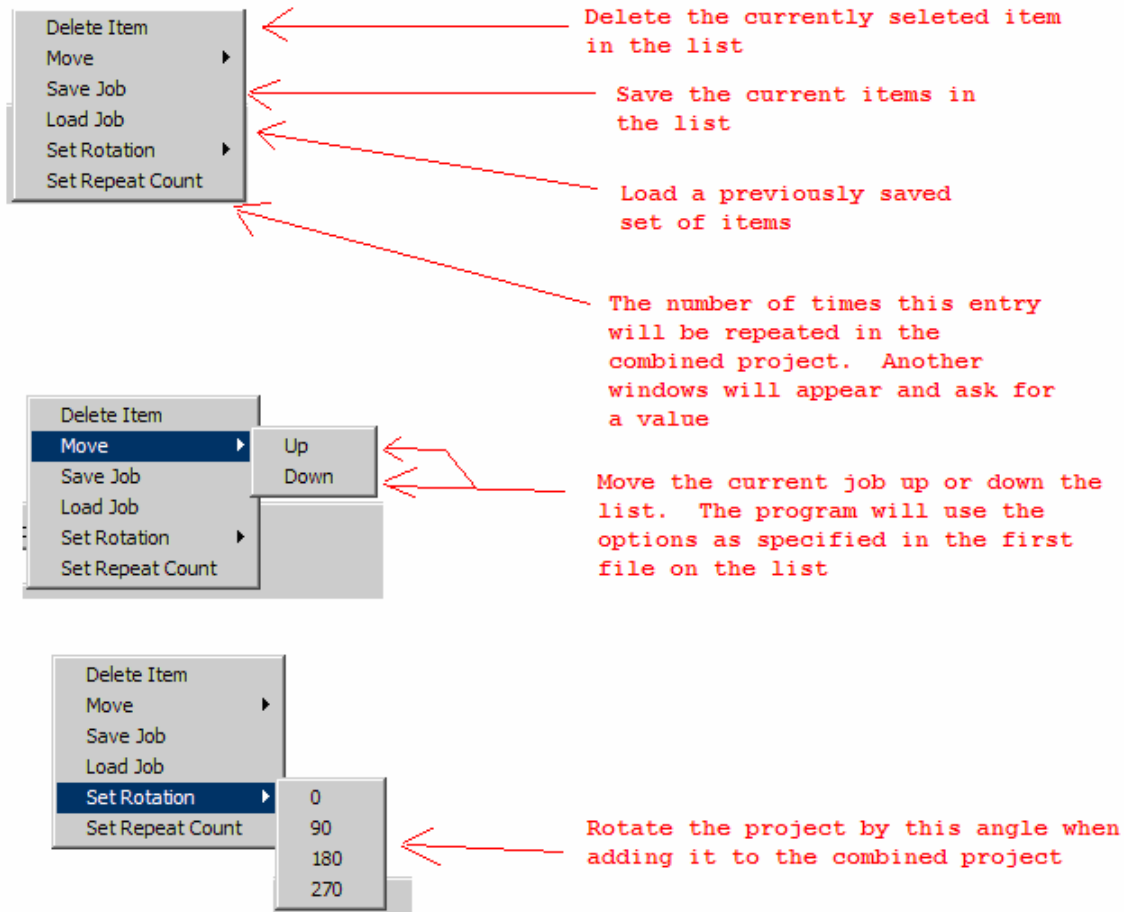 Delete Item
Move
Save Job
Load Job
Set Rotation
Set Repeat Count
Delete the currently seleted item
in the list
Save the current items in
the list
Load a previously saved
set of items
The number of times this entry
will be repeated in the
combined project.  Another
windows will appear and ask for
a value
Delete Item
Move
Save Job
Load Job
Set Rotation
Set Repeat Count
Up
Down
Move the current job up or down the
list.  The program will use the
options as specified in the first
file on the list
Delete Item
Move
Save Job
Load Job
Set Rotation
Set Repeat Count
0
90
180
270
Rotate the project by this angle when
adding it to the combined project